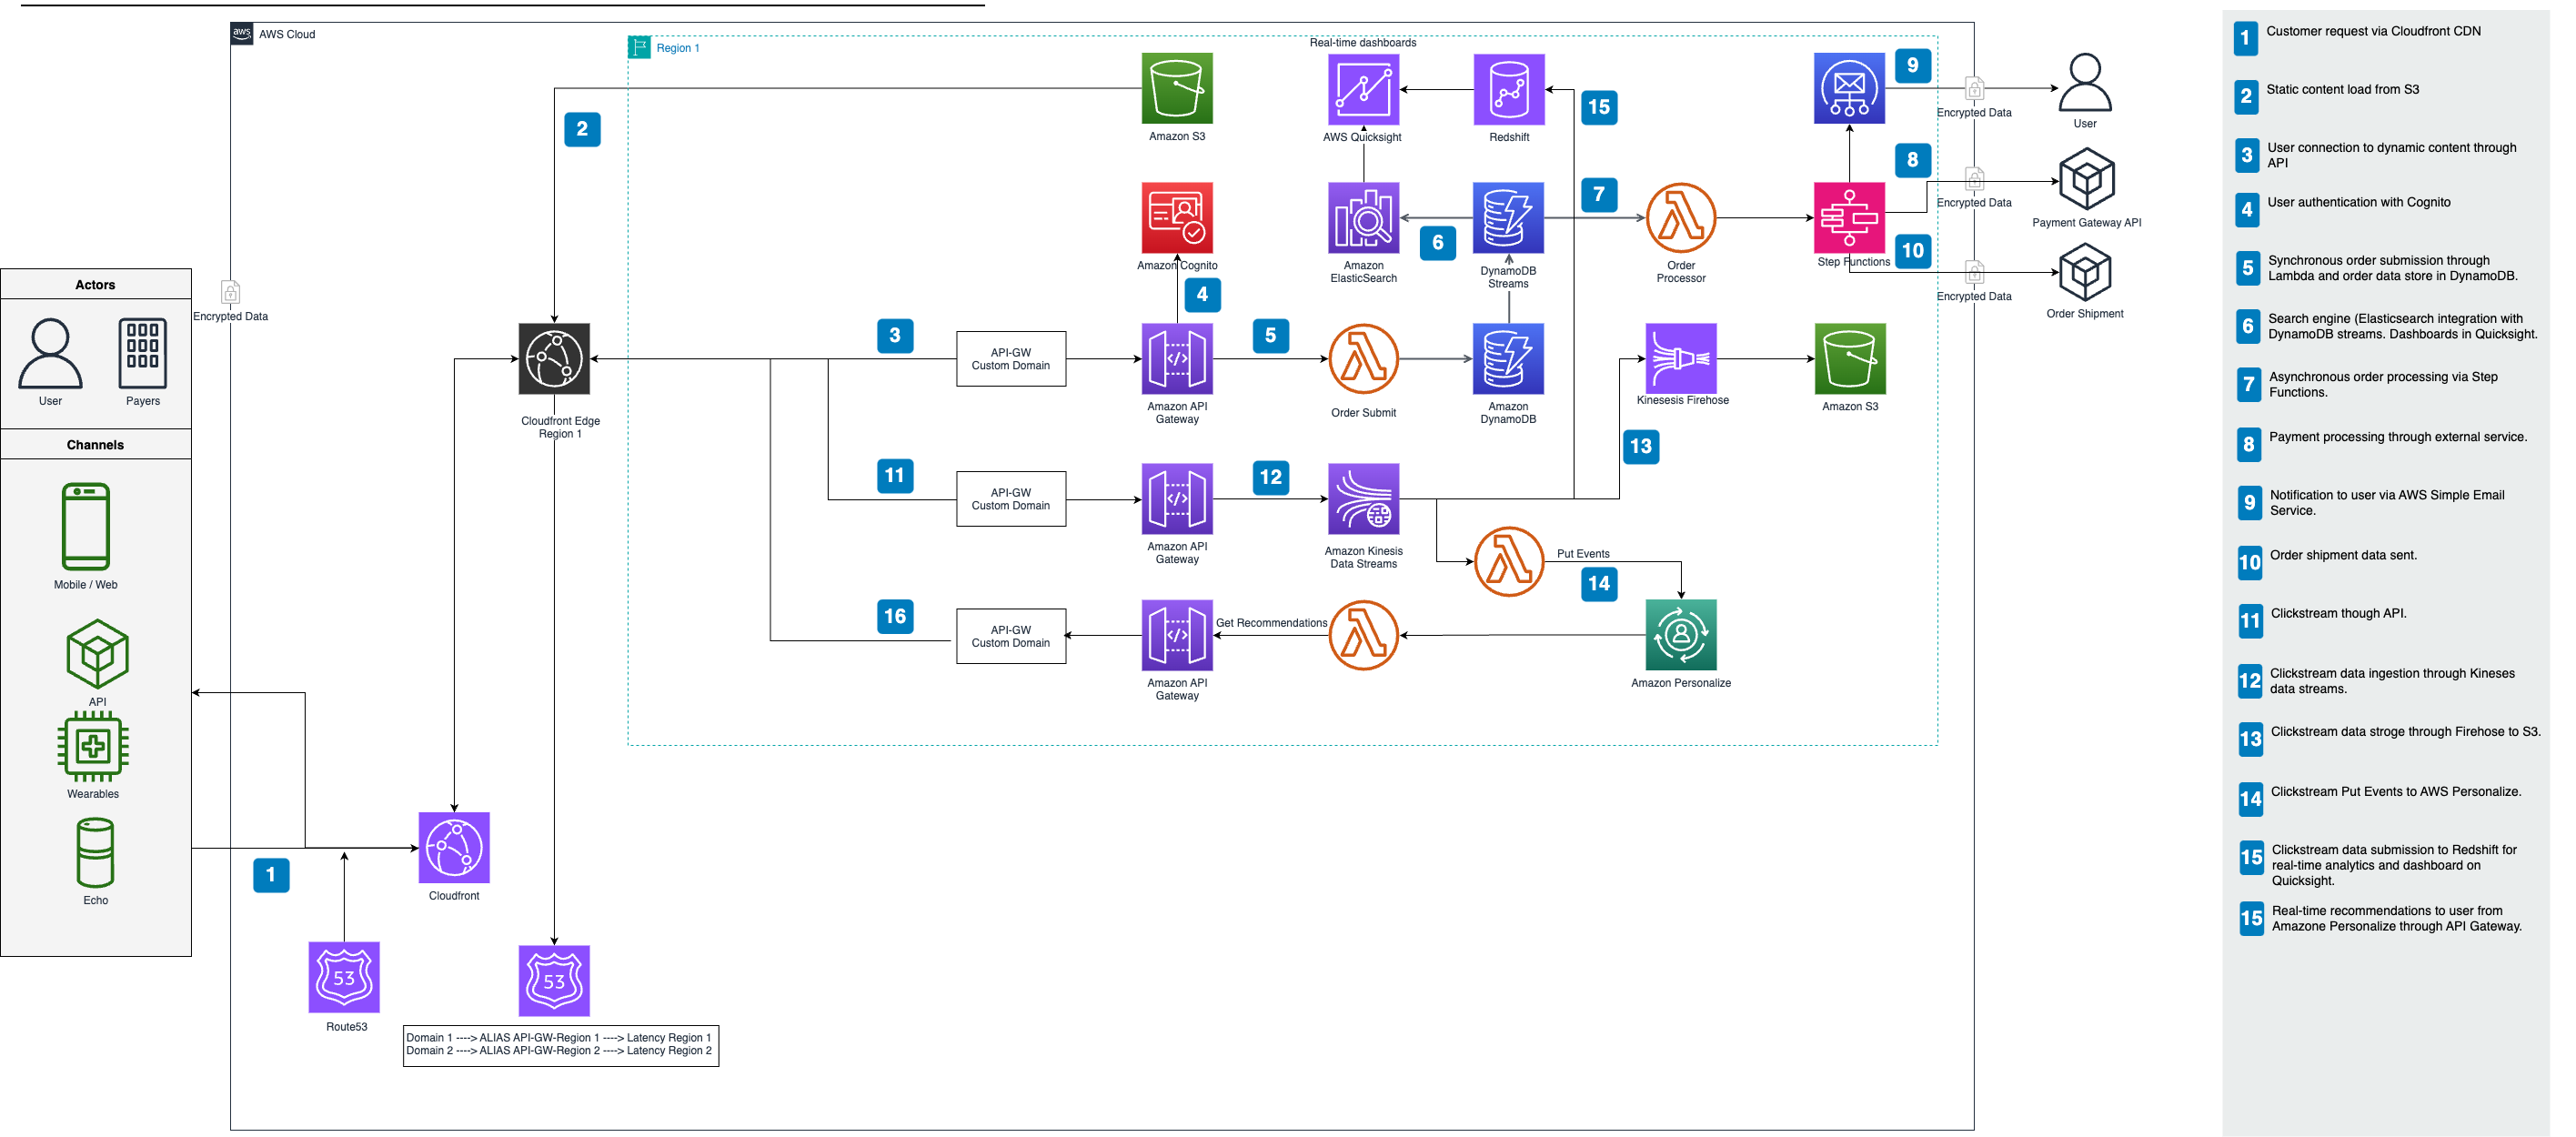 aws
AWS Cloud
Region 1
Actors
User
Payers
Channels
Mobile / Web
API
Wearables
Echo
Encrypted Data
1
Cloudfront
53
Route53
53
Domain 1 ----> ALIAS API-GW-Region 1 ----> Latency Region 1
Domain 2 ----> ALIAS API-GW-Region 2 ----> Latency Region 2
Cloudfront Edge
Region 1
2
Amazon S3
Real-time dashboards
AWS Quicksight
Redshift
15
9
Encrypted Data
User
Amazon Cognito
4
Amazon
ElasticSearch
6
DynamoDB
Streams
7
Order
Processor
Step Functions
8
Encrypted Data
Payment Gateway API
10
Encrypted Data
Order Shipment
3
API-GW
Custom Domain
Amazon API
Gateway
5
Order Submit
Amazon
DynamoDB
Kinesesis Firehose
Amazon S3
13
11
API-GW
Custom Domain
Amazon API
Gateway
12
Amazon Kinesis
Data Streams
Put Events
14
16
API-GW
Custom Domain
Amazon API
Gateway
Get Recommendations
Amazon Personalize
1
Customer request via Cloudfront CDN
2
Static content load from S3
3
User connection to dynamic content through
API
4
User authentication with Cognito
5
Synchronous order submission through
Lambda and order data store in DynamoDB.
6
Search engine (Elasticsearch integration with
DynamoDB streams. Dashboards in Quicksight.
7
Asynchronous order processing via Step
Functions.
8
Payment processing through external service.
9
Notification to user via AWS Simple Email
Service.
10
Order shipment data sent.
11
Clickstream though API.
12
Clickstream data ingestion through Kineses
data streams.
13
Clickstream data stroge through Firehose to S3.
14
Clickstream Put Events to AWS Personalize.
15
Clickstream data submission to Redshift for
real-time analytics and dashboard on
Quicksight.
15
Real-time recommendations to user from
Amazone Personalize through API Gateway.